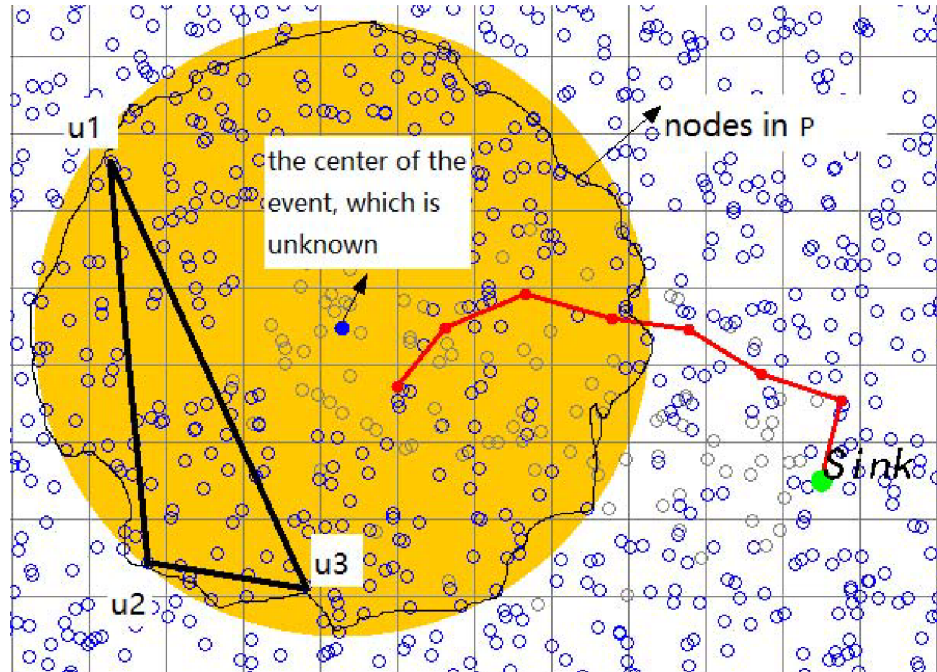 u1
nodes in P
the center of the
event, which is
unknown
Sink
u3
u2